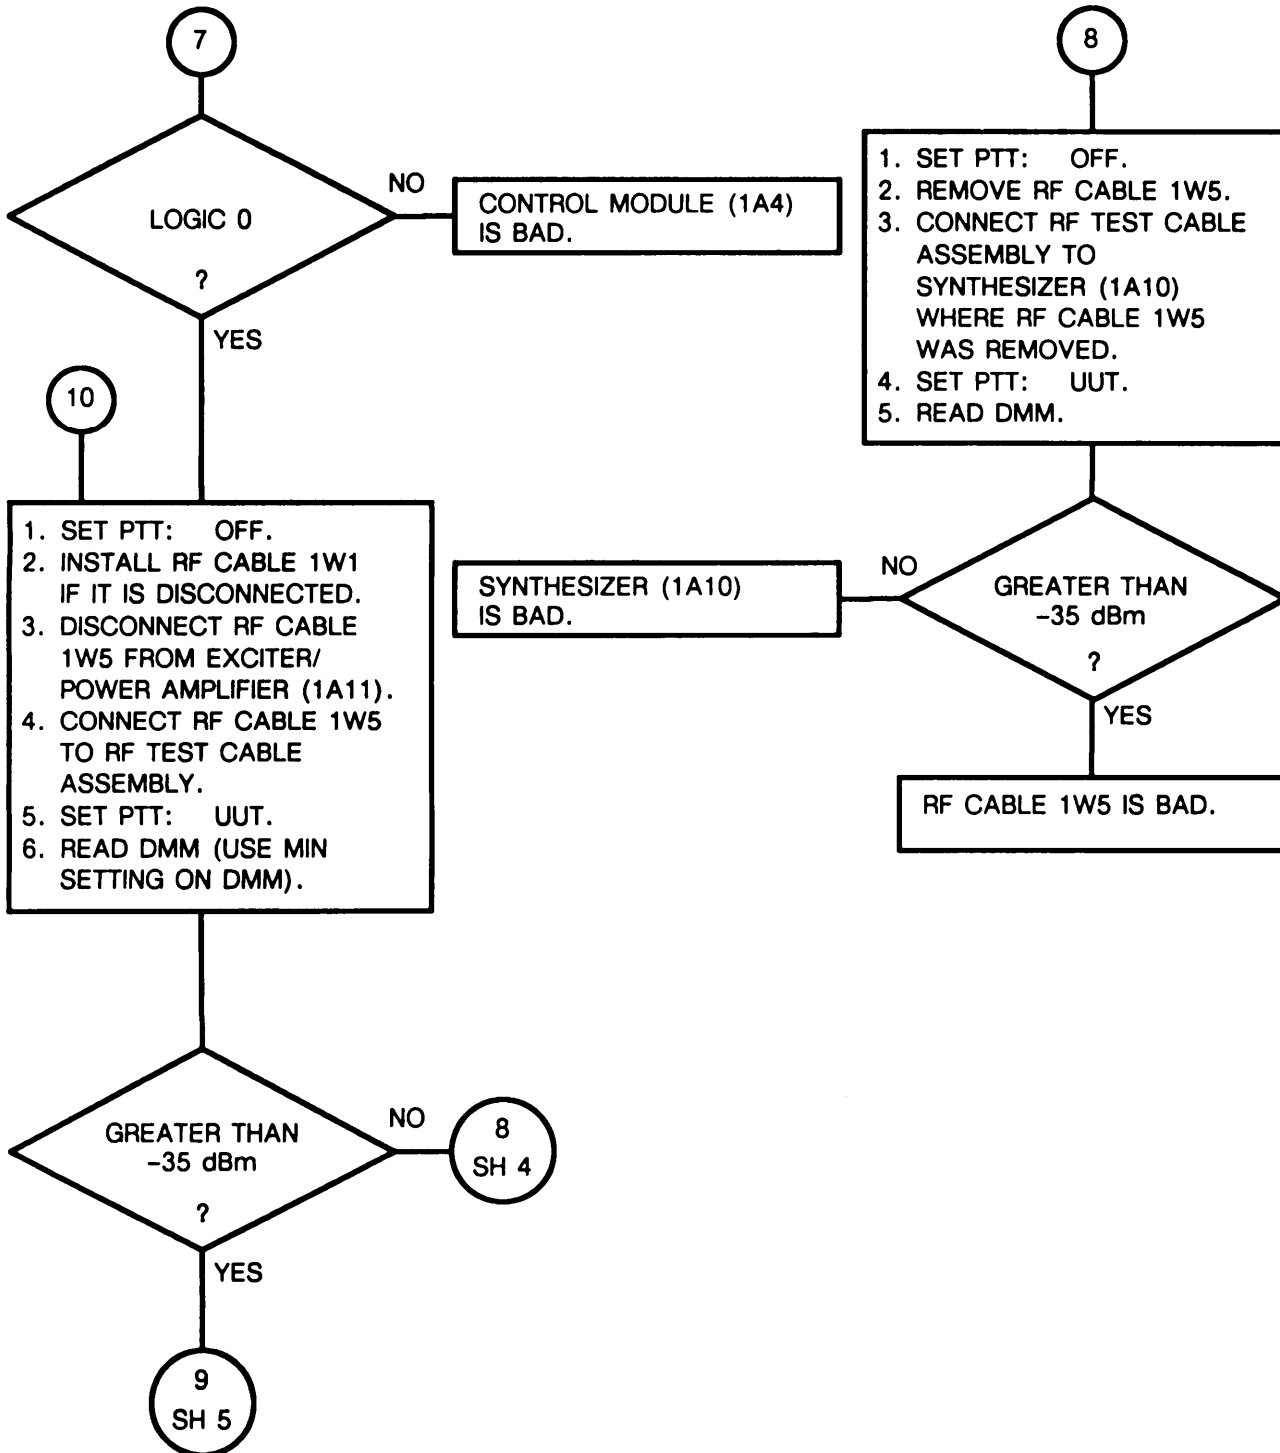 7
LOGIC 0
?
NO
CONTROL MODULE (1A4)
IS BAD.
YES
10
1. SET PTT: OFF.
2. INSTALL RF CABLE 1W1
IF IT IS DISCONNECTED.
3. DISCONNECT RF CABLE
1W5 FROM EXCITER/
POWER AMPLIFIER (1A11).
4. CONNECT RF CABLE 1W5
TO RF TEST CABLE
ASSEMBLY.
5. SET PTT: UUT.
6. READ DMM (USE MIN
SETTING ON DMM).
GREATER THAN
-35 dBm
?
NO
8
SH 4
YES
9
SH 5
8
1. SET PTT: OFF.
2. REMOVE RF CABLE 1W5.
3. CONNECT RF TEST CABLE
ASSEMBLY TO
SYNTHESIZER (1A10)
WHERE RF CABLE 1W5
WAS REMOVED.
4. SET PTT: UUT.
5. READ DMM.
GREATER THAN
-35 dBm
?
NO
SYNTHESIZER (1A10)
IS BAD.
YES
RF CABLE 1W5 IS BAD.